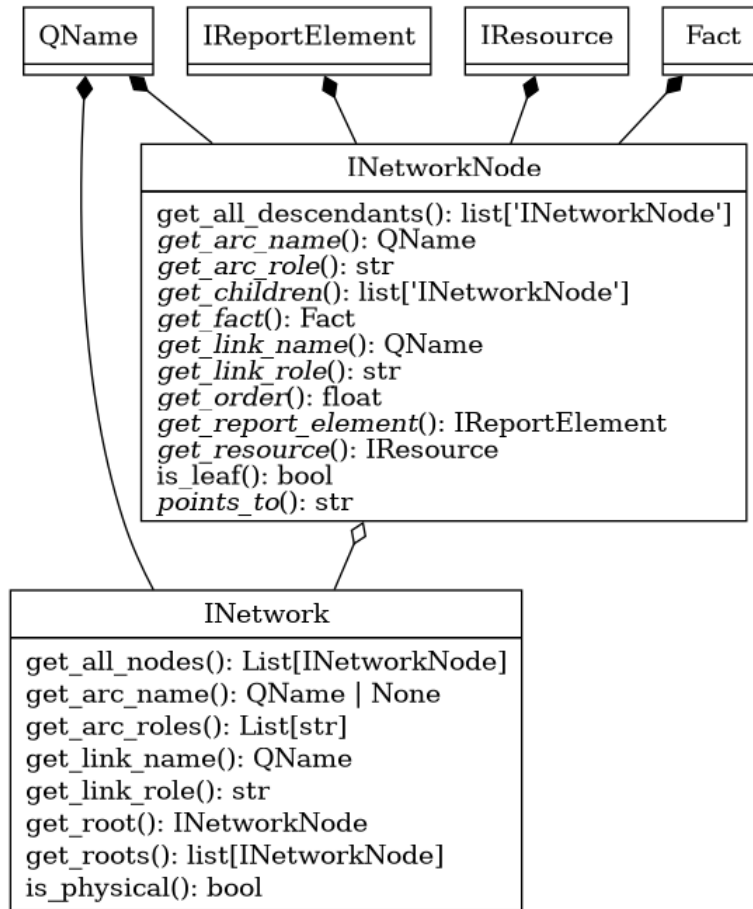 QName
IReportElement
IResource
Fact
INetworkNode
get_all_descendants(): list['INetworkNode']
get_arc_name(): QName
get_arc_role(): str
get_children(): list['INetworkNode']
get_fact(): Fact
get_link_name(): QName
get_link_role(): str
get_order(): float
get_report_element(): IReportElement
get_resource(): IResource
is_leaf(): bool
points_to(): str
INetwork
get_all_nodes(): List[INetworkNode]
get_arc_name(): QName | None
get_arc_roles(): List[str]
get_link_name(): QName
get_link_role(): str
get_root(): INetworkNode
get_roots(): list[INetworkNode]
is_physical(): bool